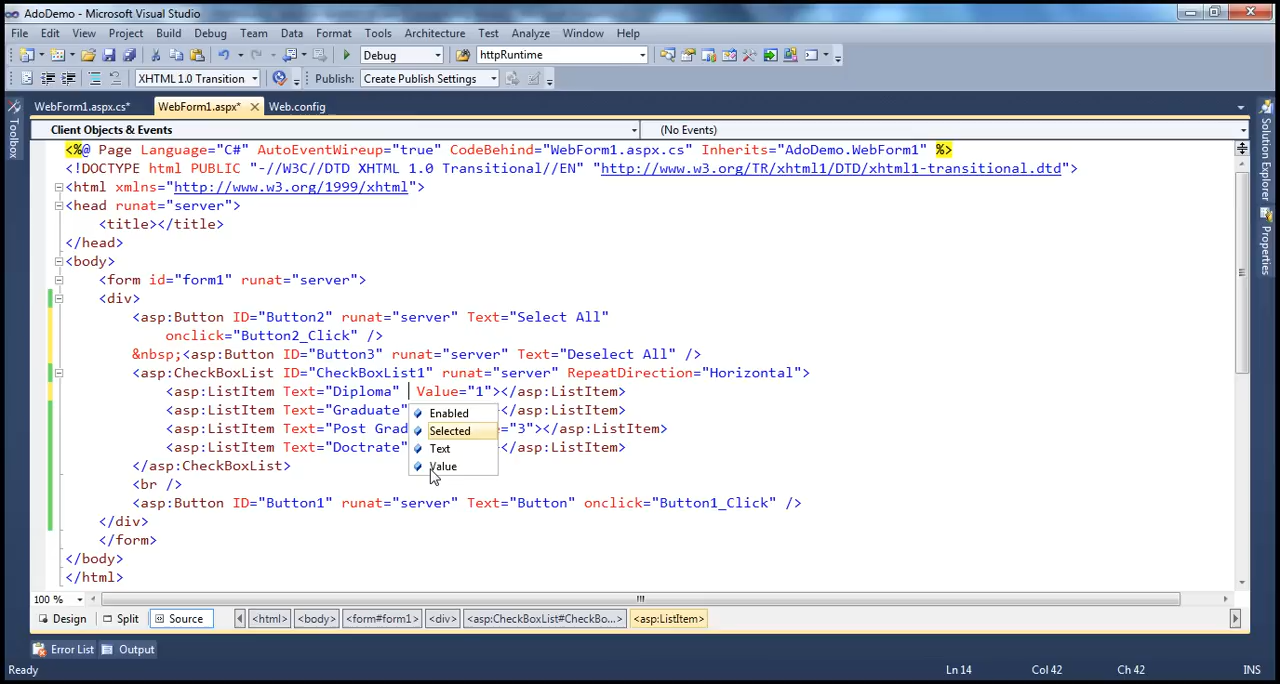 AdoDemo - Microsoft Visual Studio
File Edit View Project Build Debug Team Data Format Tools Architecture Test Analyze Window Help
Debug httpRuntime
XHTML 1.0 Transition Publish: Create Publish Settings
WebForm1.aspx.cs* WebForm1.aspx* Web.config
Client Objects & Events (No Events)
Toolbox
Solution Explorer
Properties
<%@ Page Language="C#" AutoEventWireup="true" CodeBehind="WebForm1.aspx.cs" Inherits="AdoDemo.WebForm1" %>
<!DOCTYPE html PUBLIC "-//W3C//DTD XHTML 1.0 Transitional//EN" "http://www.w3.org/TR/xhtml1/DTD/xhtml1-transitional.dtd">
<html xmlns="http://www.w3.org/1999/xhtml">
<head runat="server">
<title></title>
</head>
<body>
<form id="form1" runat="server">
<div>
<asp:Button ID="Button2" runat="server" Text="Select All"
onclick="Button2_Click" />
&nbsp;<asp:Button ID="Button3" runat="server" Text="Deselect All" />
<asp:CheckBoxList ID="CheckBoxList1" runat="server" RepeatDirection="Horizontal">
<asp:ListItem Text="Diploma" Value="1"></asp:ListItem>
<asp:ListItem Text="Graduate" ></asp:ListItem>
<asp:ListItem Text="Post Grad e="3"></asp:ListItem>
<asp:ListItem Text="Doctrate" ></asp:ListItem>
Enabled
Selected
Text
Value
</asp:CheckBoxList>
<br />
<asp:Button ID="Button1" runat="server" Text="Button" onclick="Button1_Click" />
</div>
</form>
</body>
</html>
100 %
Design Split Source <html> <body> <form#form1> <div> <asp:CheckBoxList#CheckBo...> <asp:ListItem>
Error List Output
Ready Ln 14 Col 42 Ch 42 INS